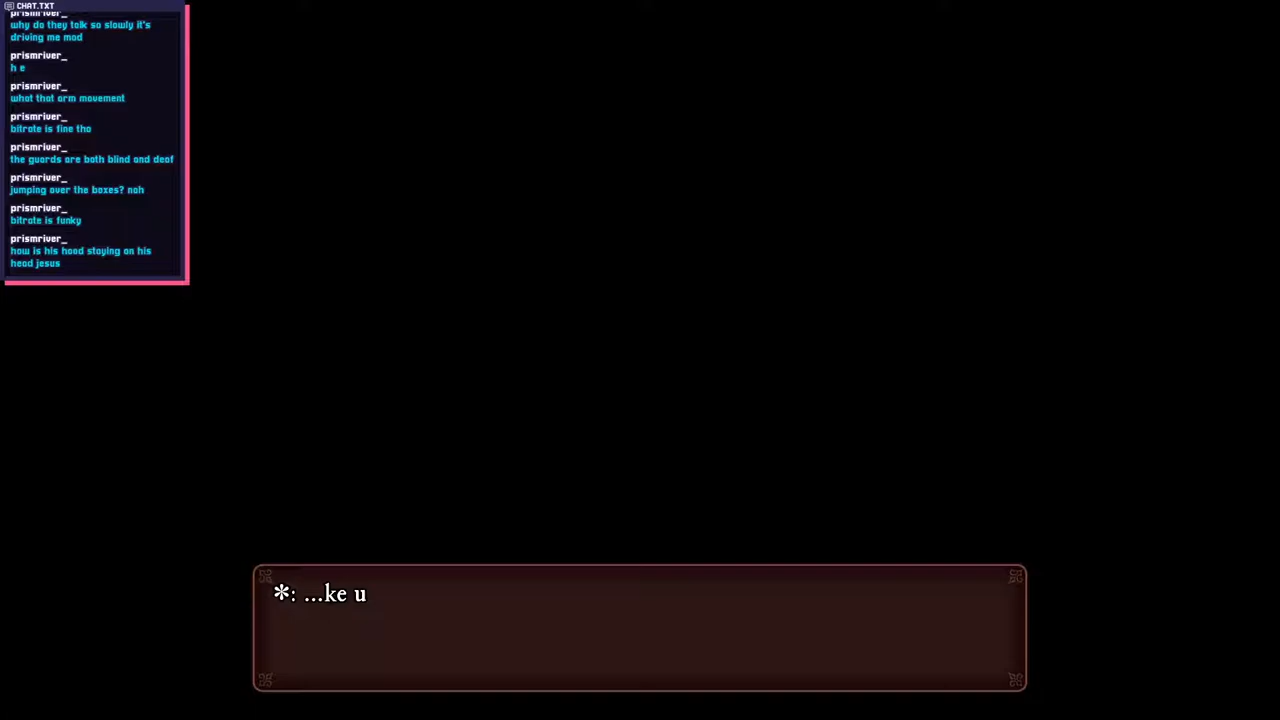 CHAT.TXT
prismriver_
why do they talk so slowly it's
driving me mad
prismriver_
h e
prismriver_
what that arm movement
prismriver_
bitrate is fine tho
prismriver_
the guards are both blind and deaf
prismriver_
jumping over the boxes? nah
prismriver_
bitrate is funky
prismriver_
how is his hood staying on his
head jesus
*: ...ke u